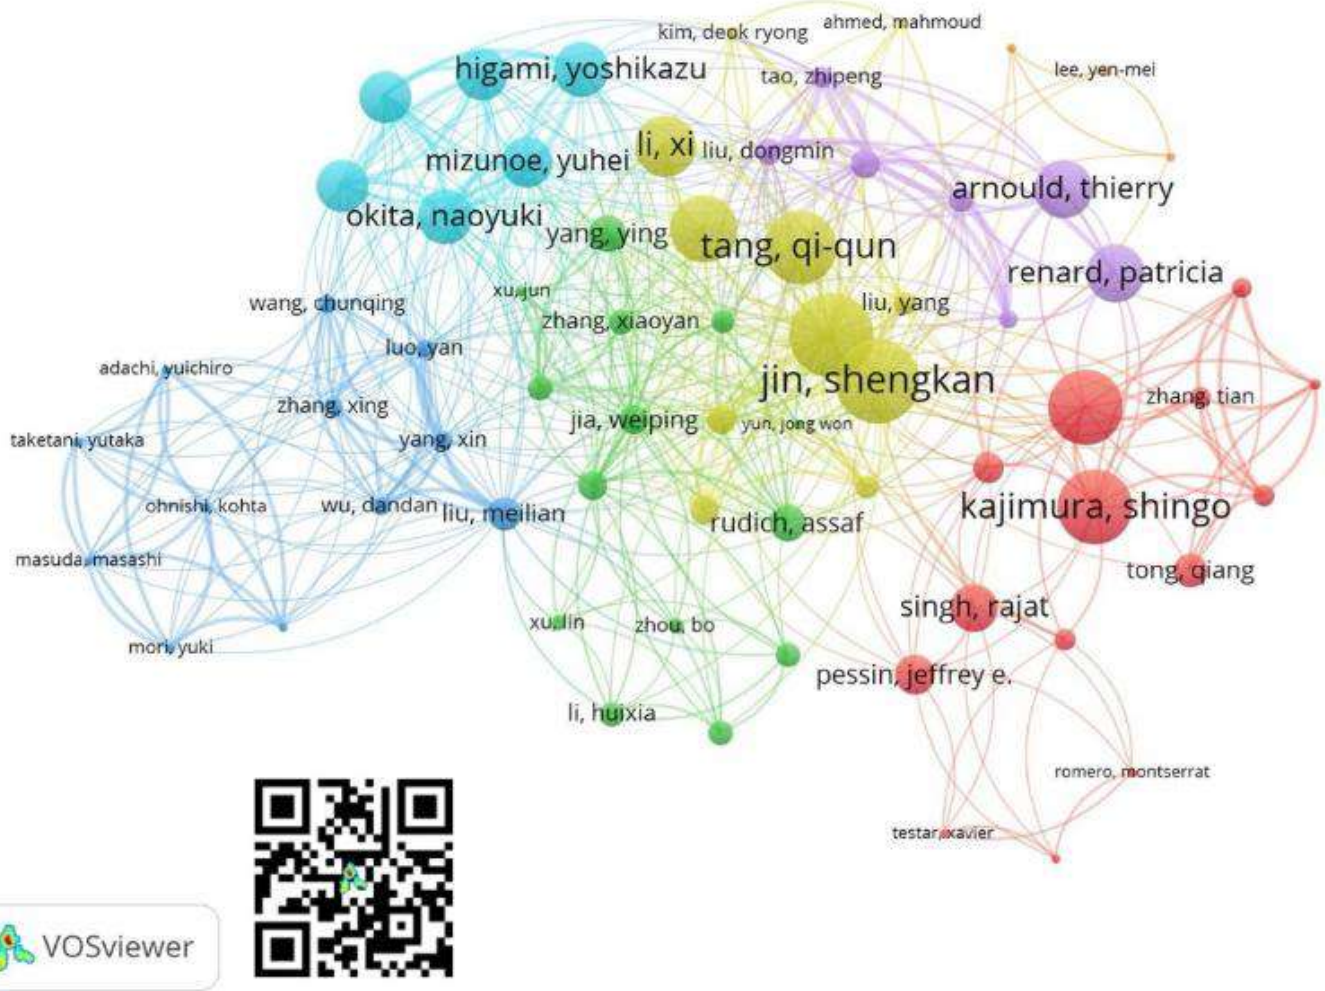 kim, deok ryong
ahmed, mahmoud
higami, yoshikazu
tao, zhipeng
lee, yen-mei
li, xi
liu, dongmin
mizunoe, yuhei
arnould, thierry
okita, naoyuki
yang, ying
tang, qi-qun
renard, patricia
xu, jun
wang, chunqing
liu, yang
zhang, xiaoyan
luo, yan
adachi, yuichiro
jin, shengkan
zhang, tian
zhang, xing
jia, weiping
yun, jong won
taketani, yutaka
yang, xin
ohnishi, kohta
wu, dandan
liu, meilian
kajimura, shingo
rudich, assaf
masuda, masashi
tong, qiang
singh, rajat
xu, lin
zhou, bo
mori, yuki
pessin, jeffrey e.
li, huixia
romero, montserrat
testar, xavier
VOSviewer